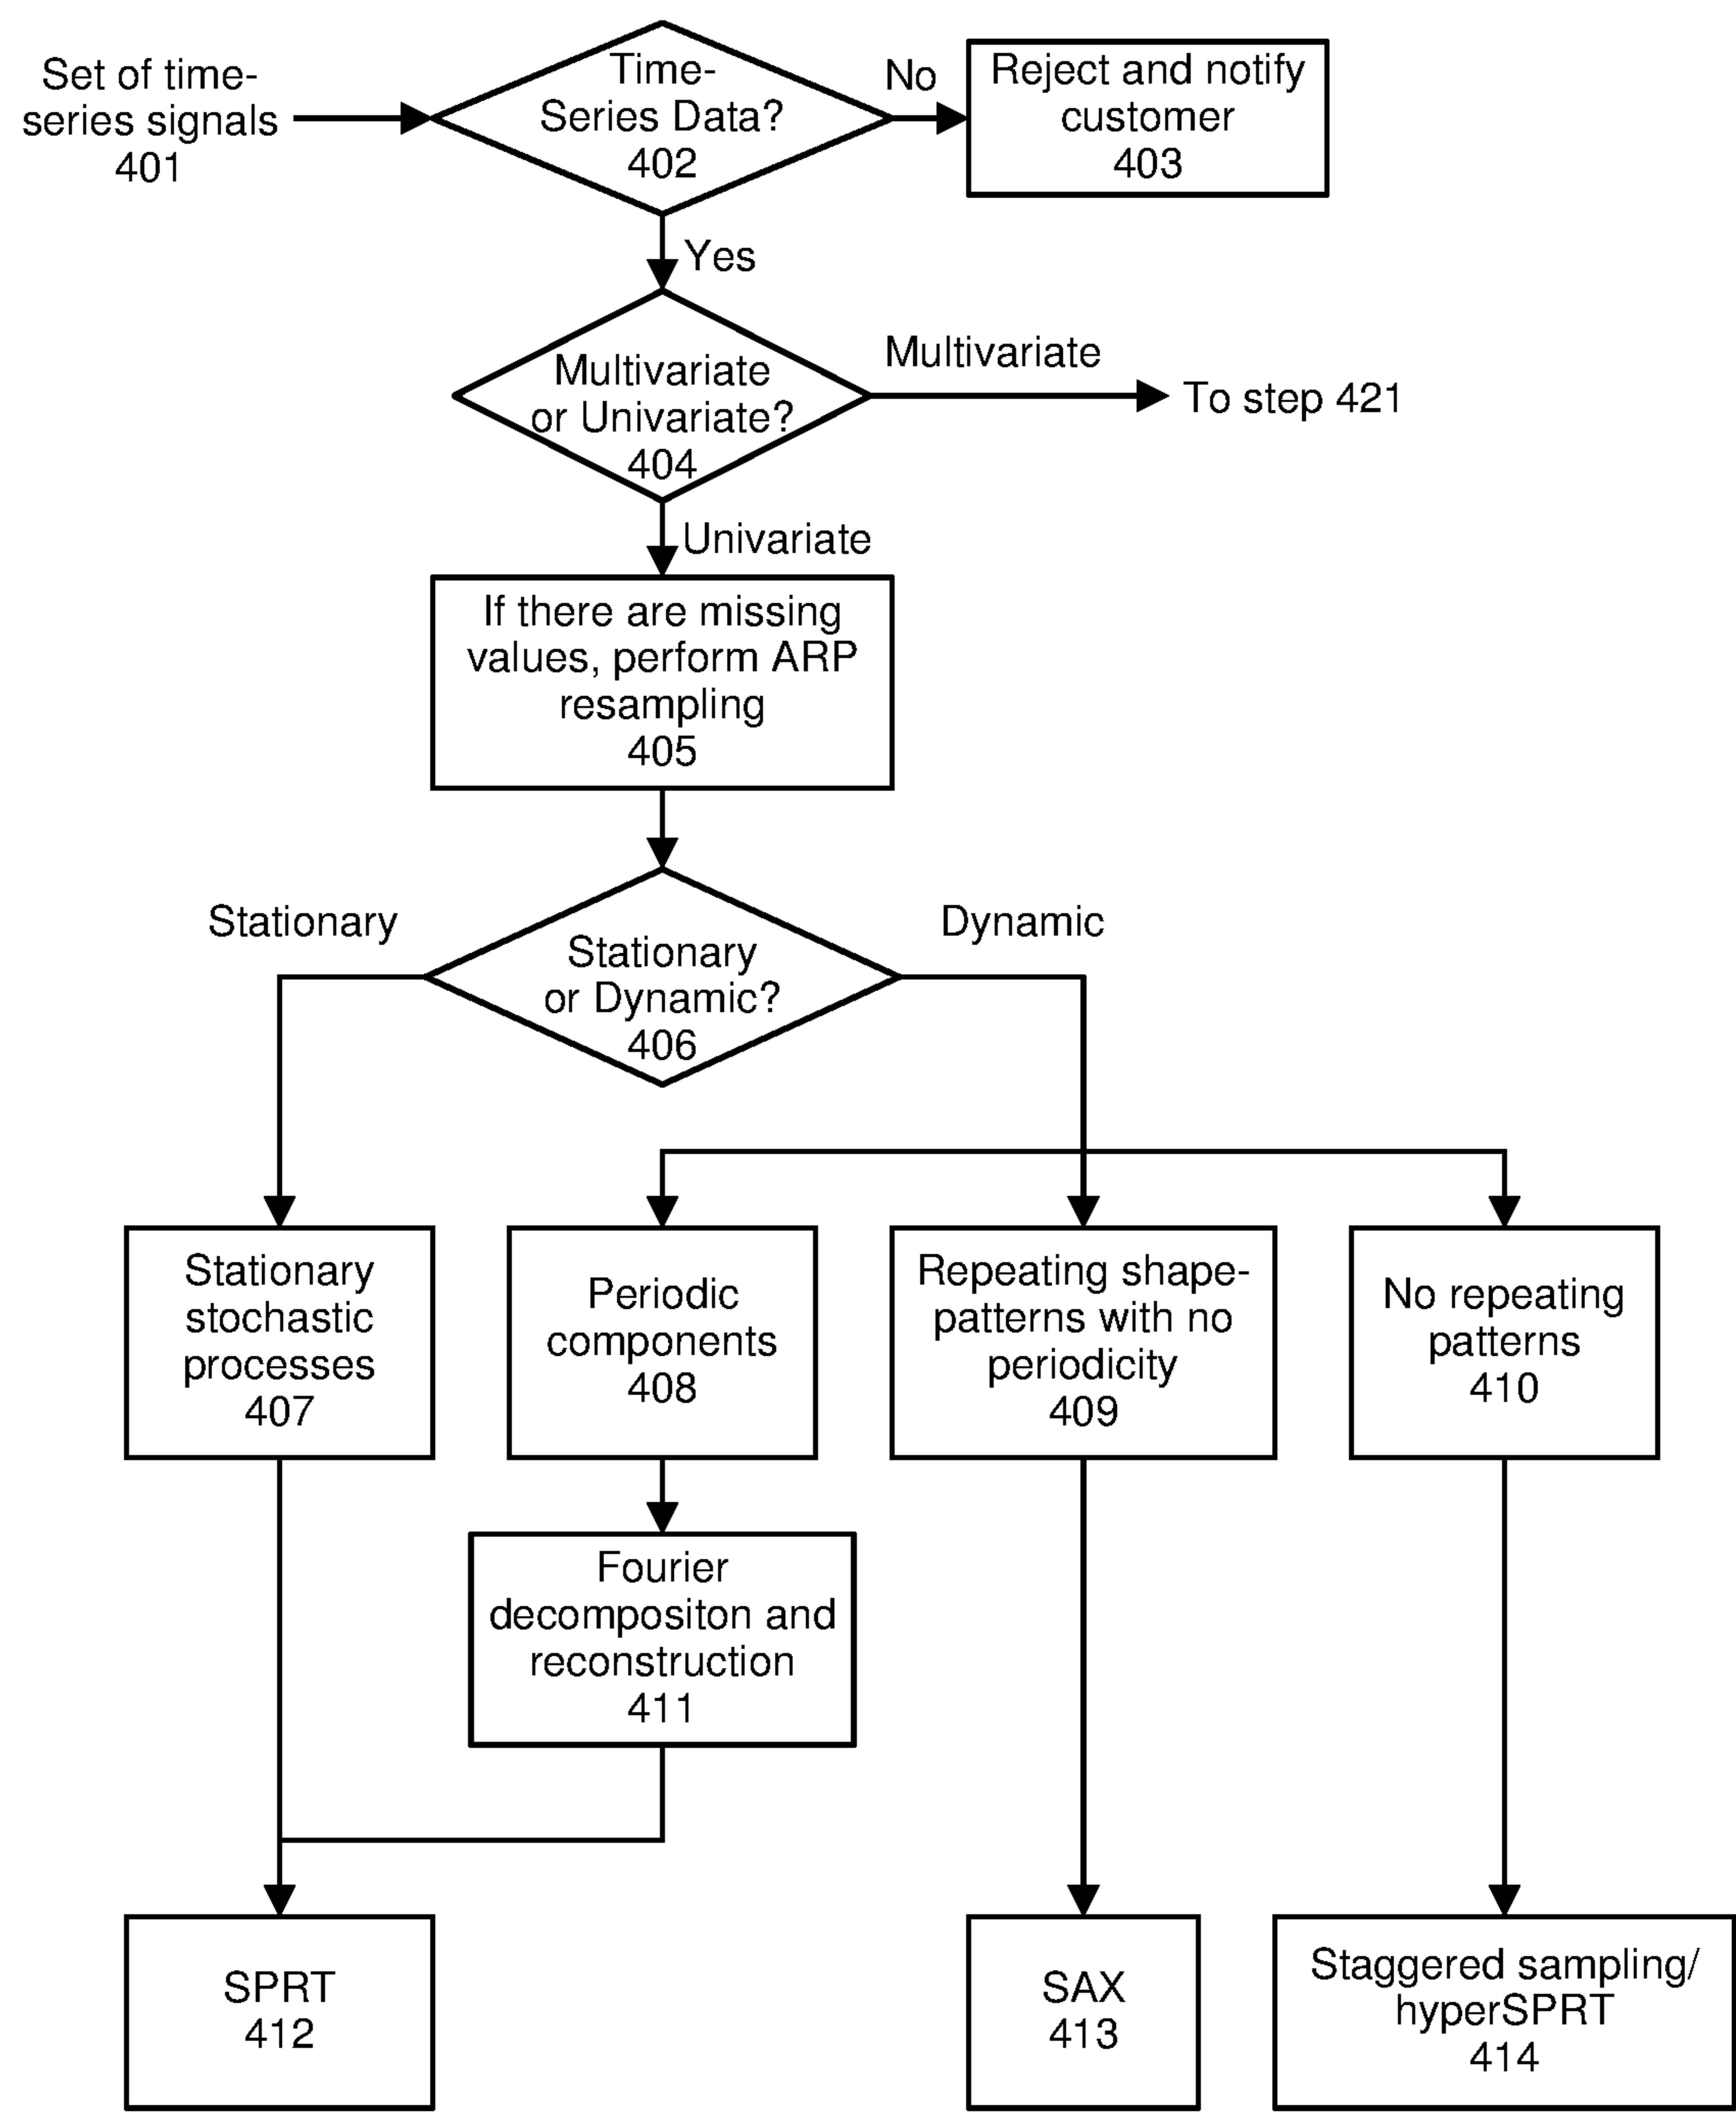 Set of time-
series signals
401
Time-
Series Data?
402
No
Reject and notify
customer
403
Yes
Multivariate
or Univariate?
404
Multivariate
To step 421
Univariate
If there are missing
values, perform ARP
resampling
405
Stationary
Stationary
or Dynamic?
406
Dynamic
Stationary
stochastic
processes
407
Periodic
components
408
Repeating shape-
patterns with no
periodicity
409
No repeating
patterns
410
Fourier
decompositon and
reconstruction
411
SPRT
412
SAX
413
Staggered sampling/
hyperSPRT
414